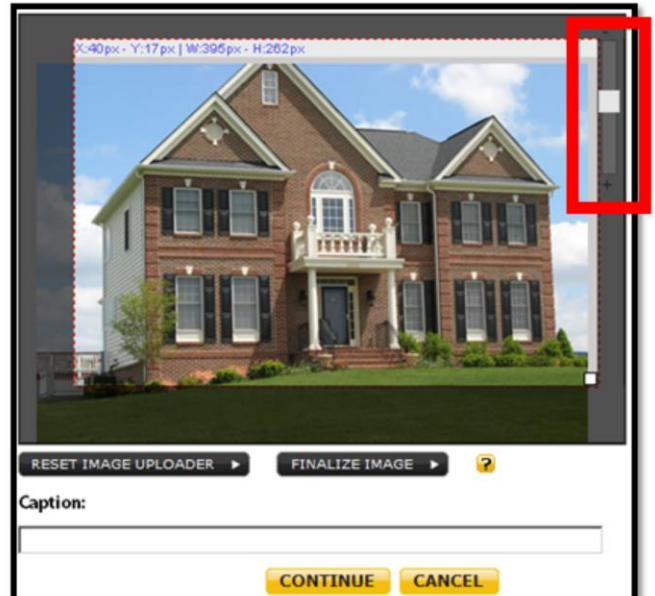 -
X:40px - Y:17px | W:395px - H:262px
+
RESET IMAGE UPLOADER
FINALIZE IMAGE
?
Caption:
CONTINUE
CANCEL